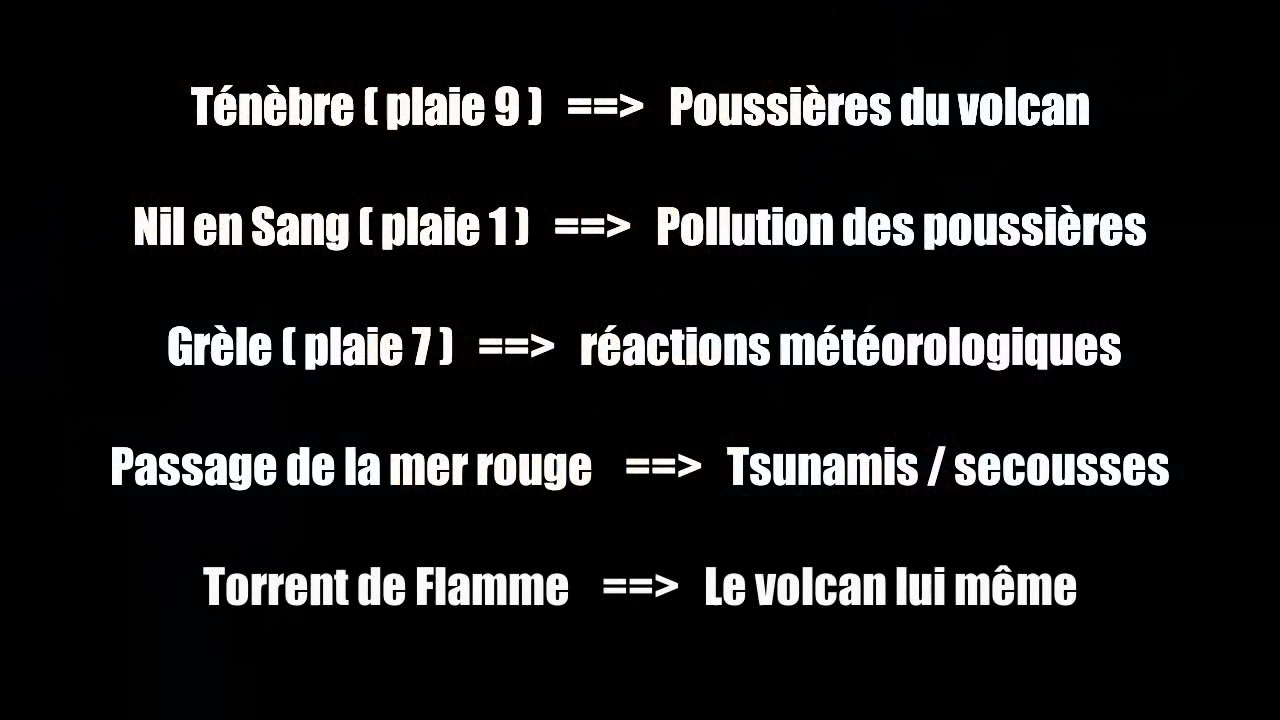 Ténèbre ( plaie 9 ) ==> Poussières du volcan
Nil en Sang ( plaie 1 ) ==> Pollution des poussières
Grèle ( plaie 7 ) ==> réactions météorologiques
Passage de la mer rouge ==> Tsunamis / secousses
Torrent de Flamme ==> Le volcan lui même